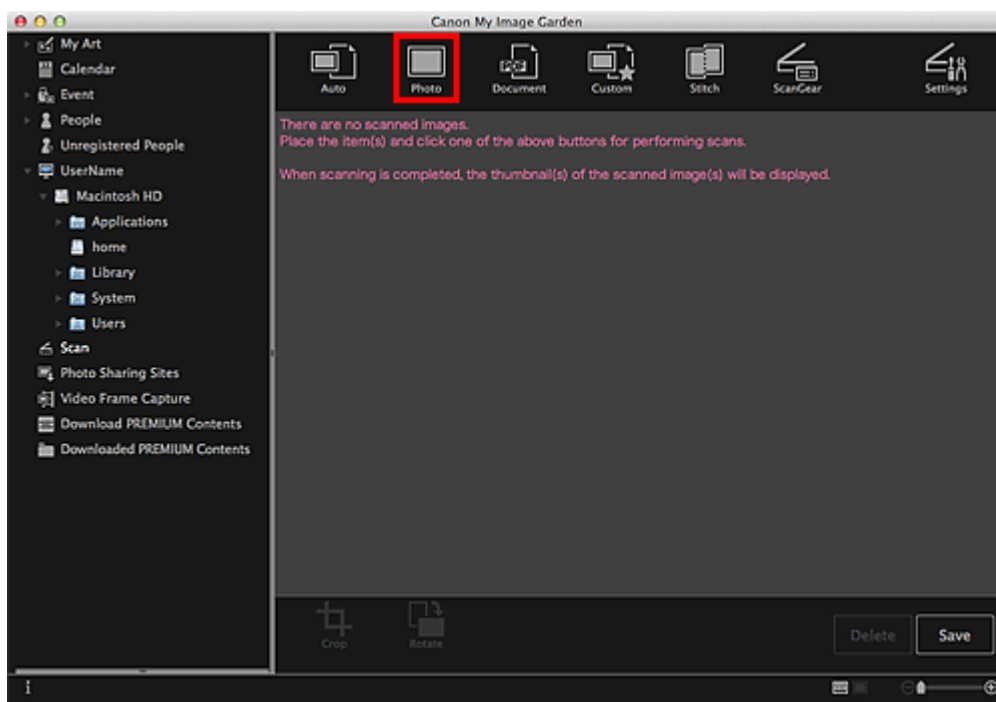 Canon My Image Garden
My Art
Calendar
Event
People
Unregistered People
UserName
Macintosh HD
Applications
home
Library
System
Users
Scan
Photo Sharing Sites
Video Frame Capture
Download PREMIUM Contents
Downloaded PREMIUM Contents
Auto
Photo
PDF
Document
Custom
Stitch
ScanGear
Settings
There are no scanned images.
Place the item(s) and click one of the above buttons for performing scans.
When scanning is completed, the thumbnail(s) of the scanned image(s) will be displayed.
Crop
Rotate
Delete
Save